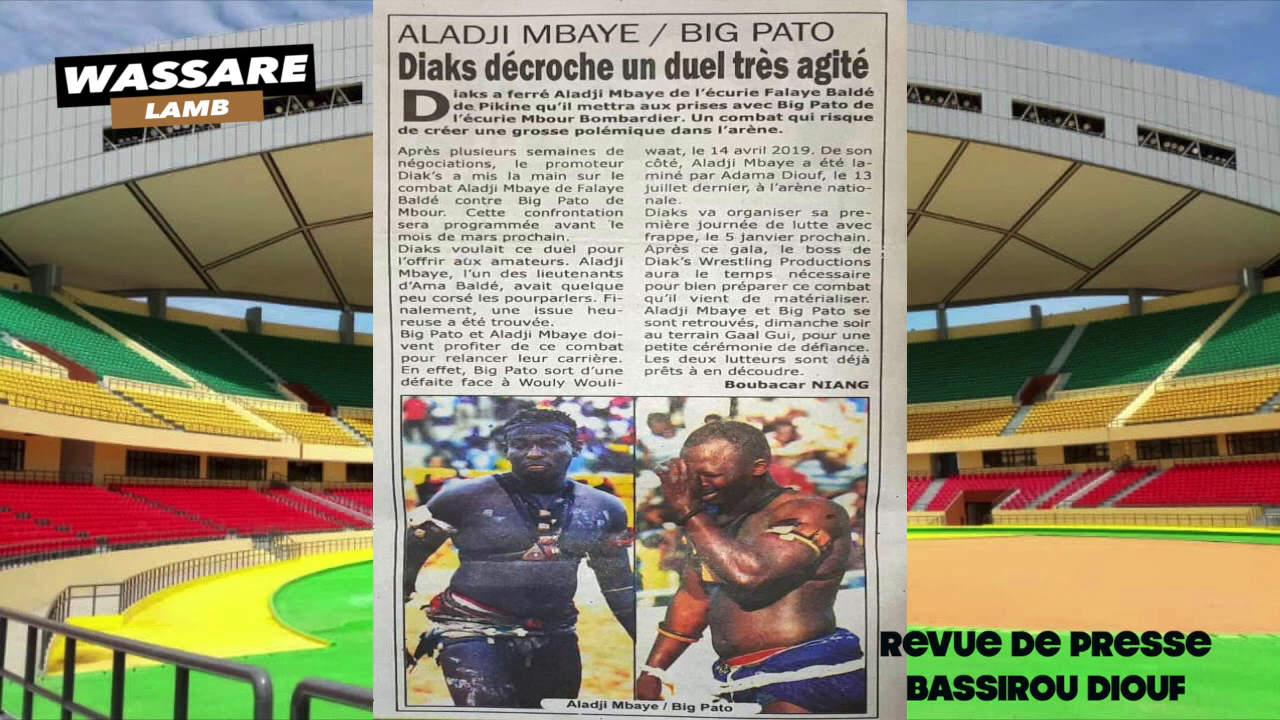 WASSARE
LAMB
ALADJI MBAYE / BIG PATO
Diaks décroche un duel très agité
Diaks a ferré Aladji Mbaye de l'écurie Falaye Baldé
de Pikine qu'il mettra aux prises avec Big Pato de
l'écurie Mbour Bombardier. Un combat qui risque
de créer une grosse polémique dans l'arène.
Après plusieurs semaines de
négociations, le promoteur
Diak's a mis la main sur le
combat Aladji Mbaye de Falaye
Baldé contre Big Pato de
Mbour. Cette confrontation
sera programmée avant le
mois de mars prochain.
Diaks voulait ce duel pour
l'offrir aux amateurs. Aladji
Mbaye, l'un des lieutenants
d'Ama Baldé, avait quelque
peu corsé les pourparlers. Fi-
nalement, une issue heu-
reuse a été trouvée.
Big Pato et Aladji Mbaye doi-
vent profiter de ce combat
pour relancer leur carrière.
En effet, Big Pato sort d'une
défaite face à Wouly Wouli-
waat, le 14 avril 2019. De son
côté, Aladji Mbaye a été la-
miné par Adama Diouf, le 13
juillet dernier, à l'arène natio-
nale.
Diaks va organiser sa pre-
mière journée de lutte avec
frappe, le 5 janvier prochain.
Après ce gala, le boss de
Diak's Wrestling Productions
aura le temps nécessaire
pour bien préparer ce combat
qu'il vient de matérialiser.
Aladji Mbaye et Big Pato se
sont retrouvés, dimanche soir
au terrain Gaal Gui, pour une
petite cérémonie de défiance.
Les deux lutteurs sont déjà
prêts à en découdre.
Boubacar NIANG
Aladji Mbaye / Big Pato
REVUE DE PRESSE
BASSIROU DIOUF